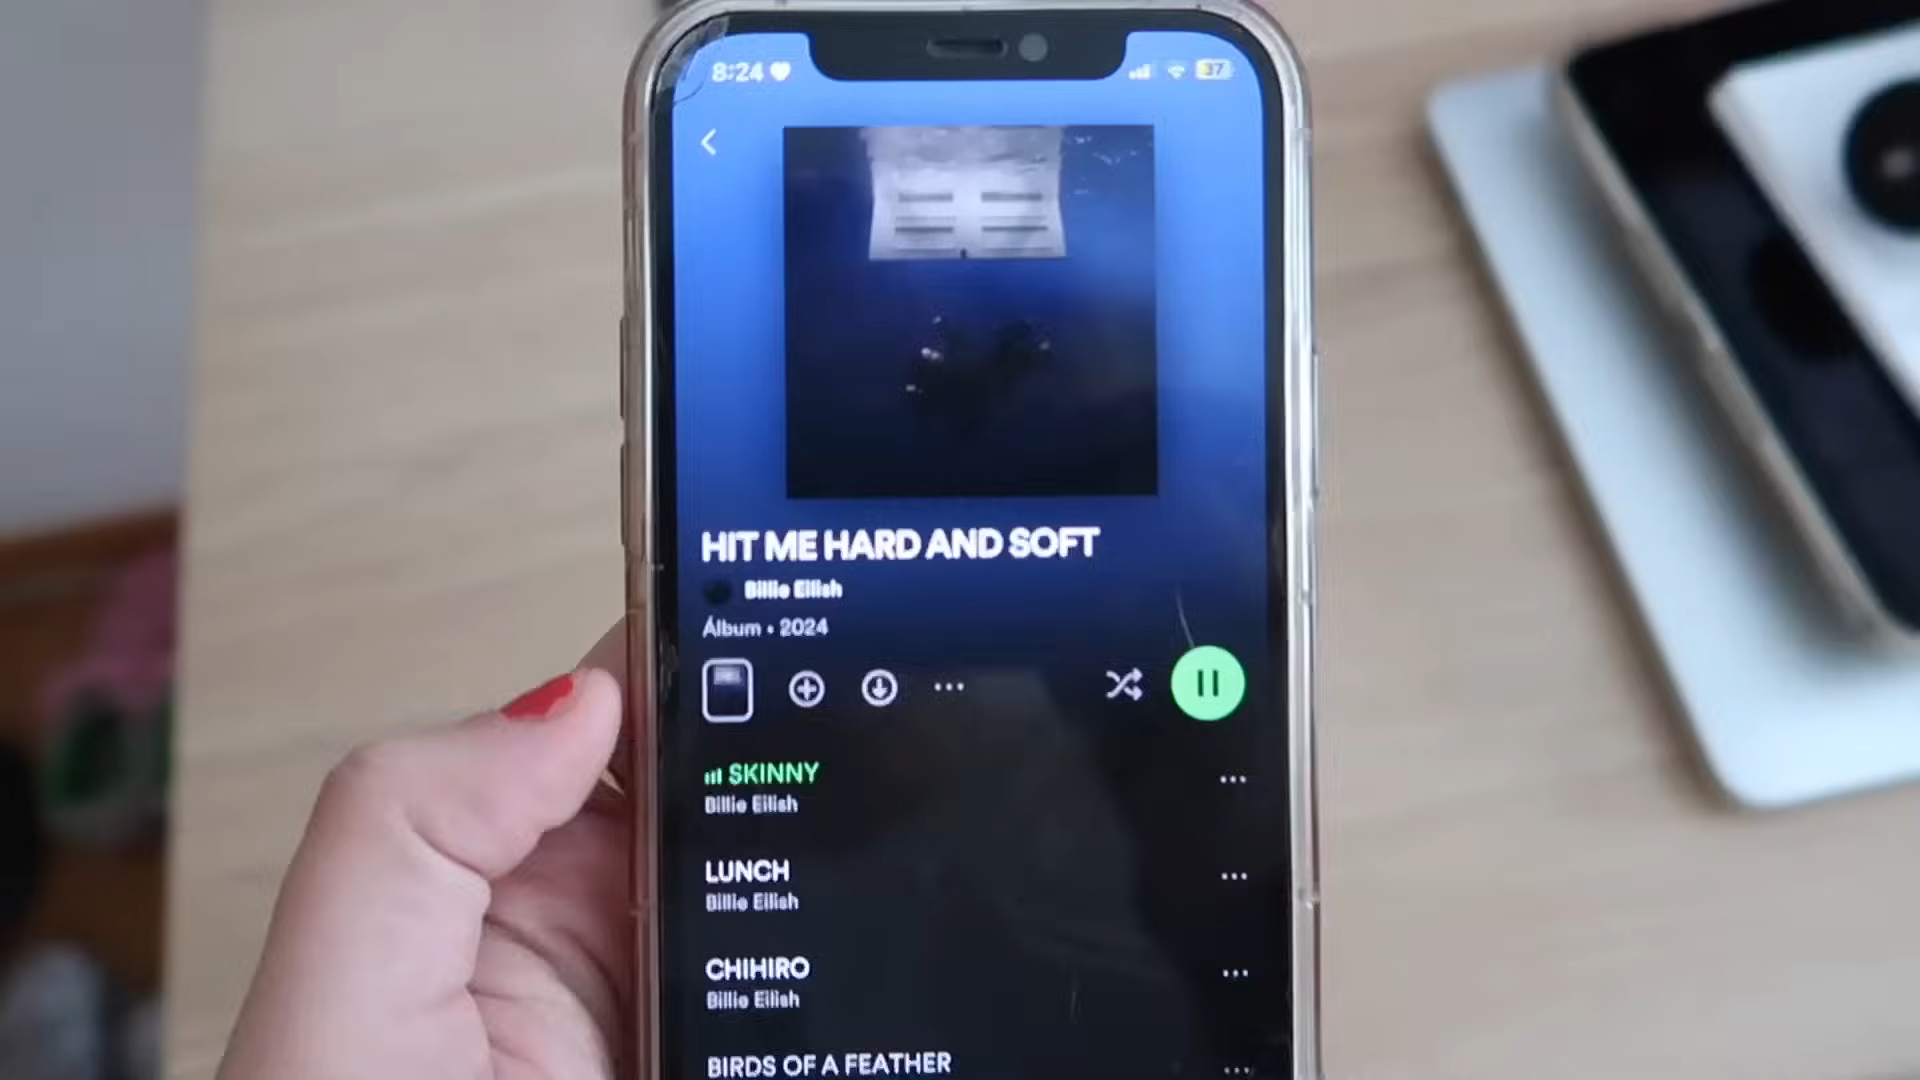 8:24
37
HIT ME HARD AND SOFT
Billie Eilish
Álbum • 2024
SKINNY
Billie Eilish
LUNCH
Billie Eilish
CHIHIRO
Billie Eilish
BIRDS OF A FEATHER